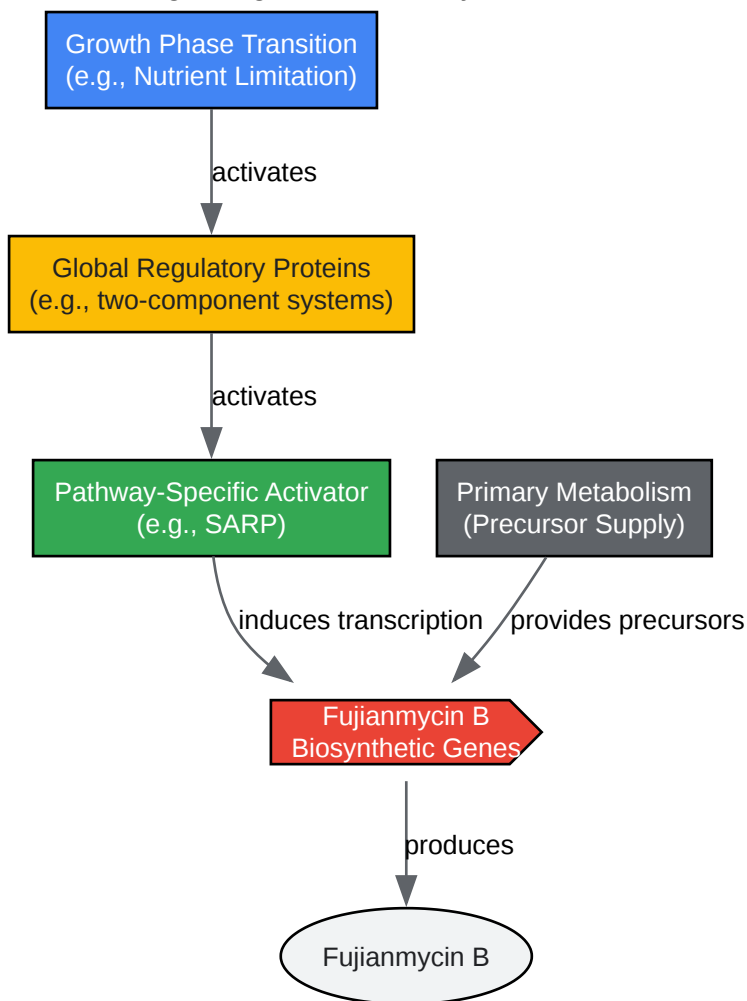 Growth Phase Transition
(e.g., Nutrient Limitation)
activates
Global Regulatory Proteins
(e.g., two-component systems)
activates
Pathway-Specific Activator
(e.g., SARP)
Primary Metabolism
(Precursor Supply)
induces transcription
provides precursors
Fujianmycin B
Biosynthetic Genes
produces
Fujianmycin B